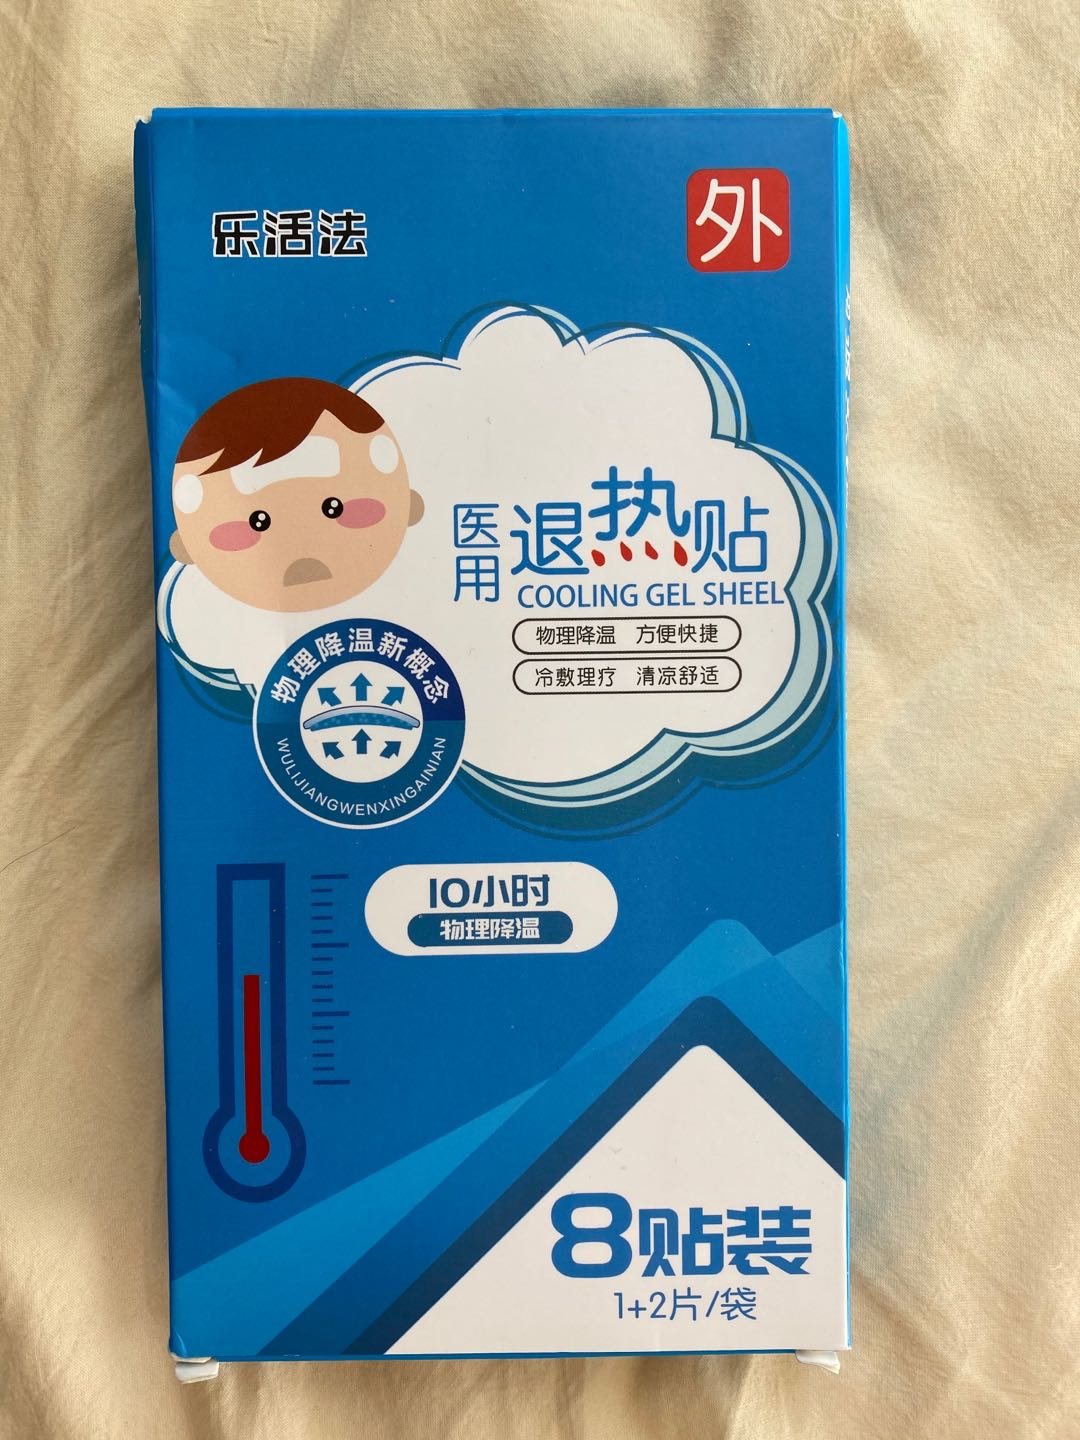 乐活法
外
医用
退热贴
COOLING GEL SHEEL
物理降温 方便快捷
冷敷理疗 清凉舒适
物理降温新概念
WULIJIANGWENXINGAINIAN
10小时
物理降温
8贴装
1+2片/袋